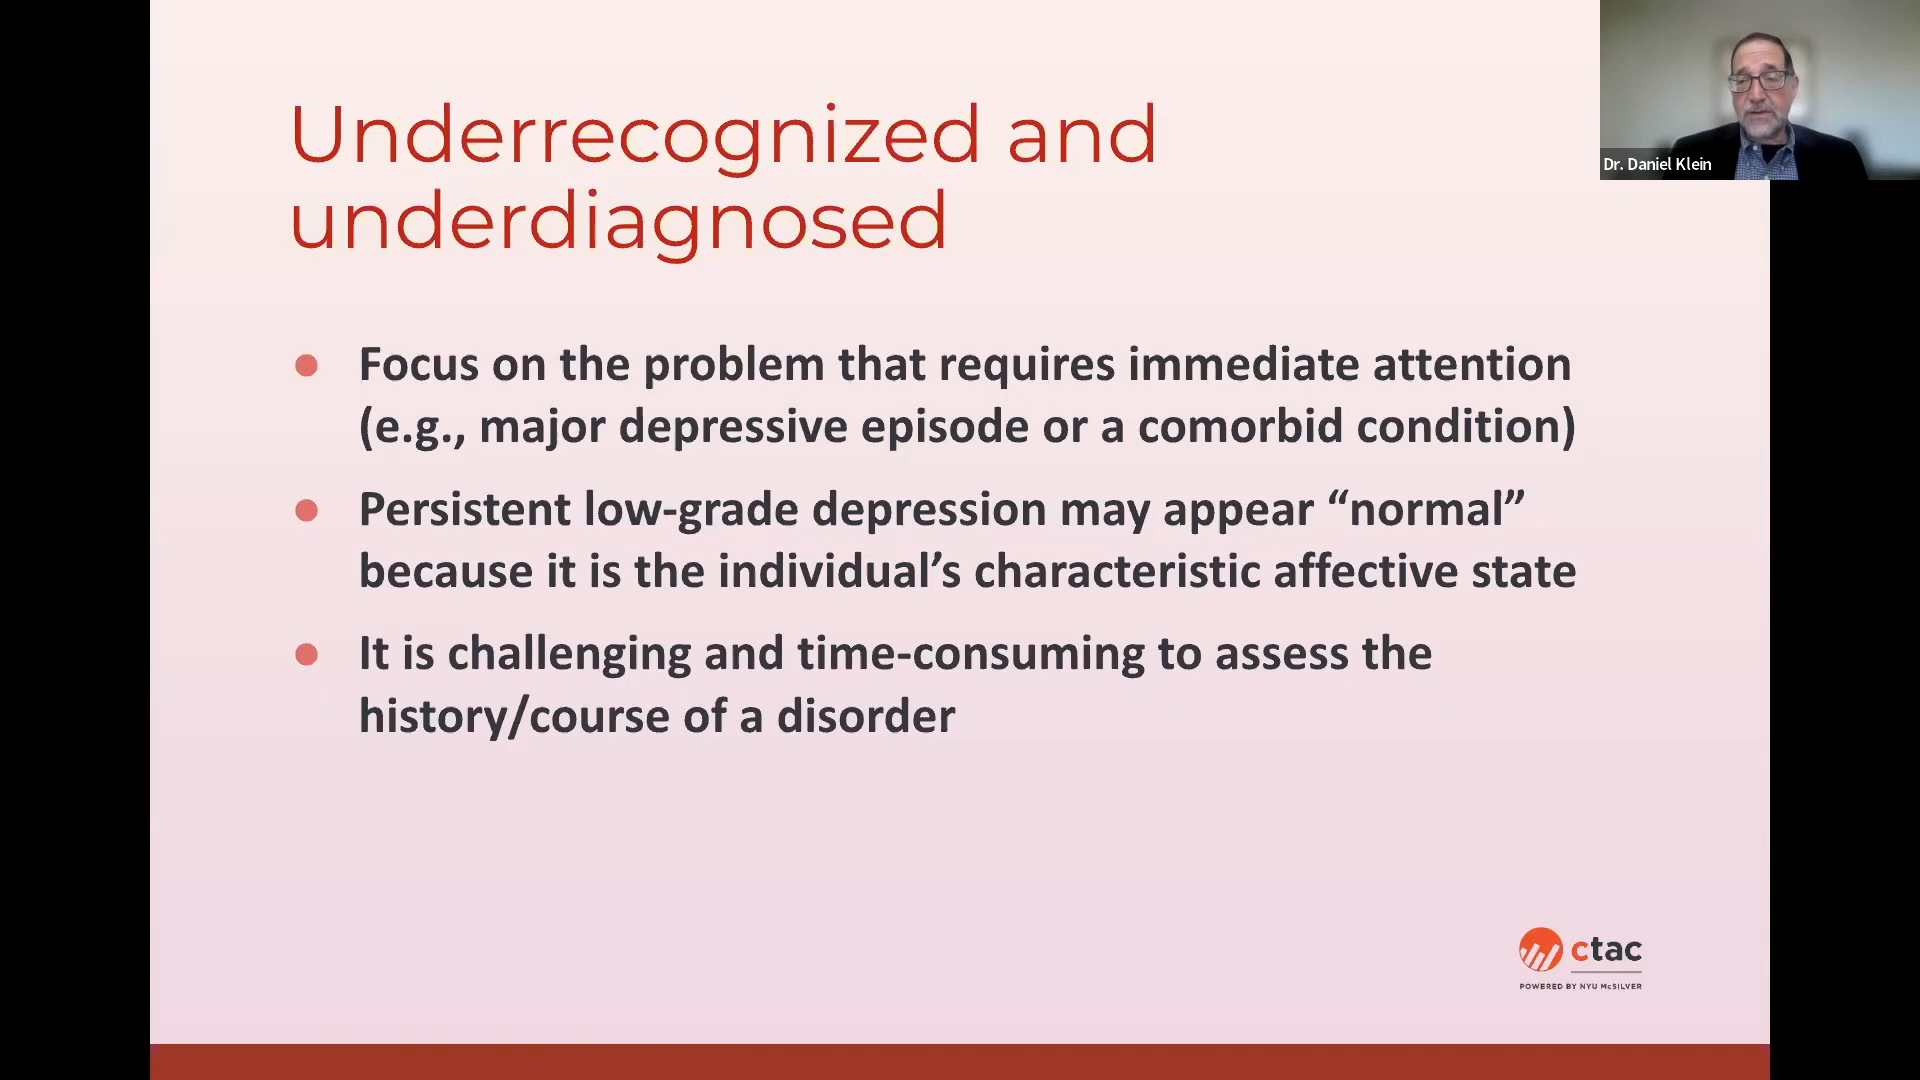 Underrecognized and
underdiagnosed
Dr. Daniel Klein
● Focus on the problem that requires immediate attention
(e.g., major depressive episode or a comorbid condition)
● Persistent low-grade depression may appear “normal”
because it is the individual’s characteristic affective state
● It is challenging and time-consuming to assess the
history/course of a disorder
ctac
POWERED BY NYU McSILVER